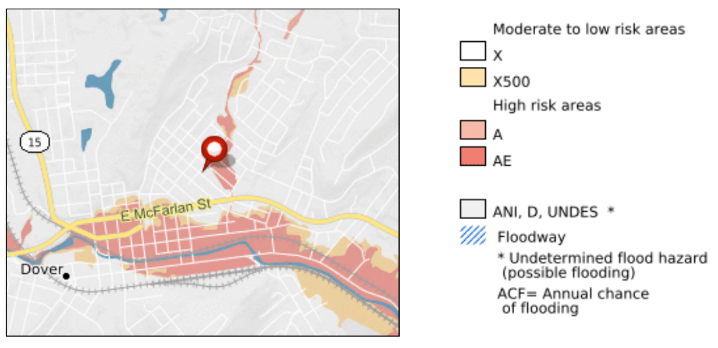 15
E McFarlan St
Dover
Moderate to low risk areas
X
X500
High risk areas
A
AE
ANI, D, UNDES *
Floodway
* Undetermined flood hazard
(possible flooding)
ACF= Annual chance
of flooding